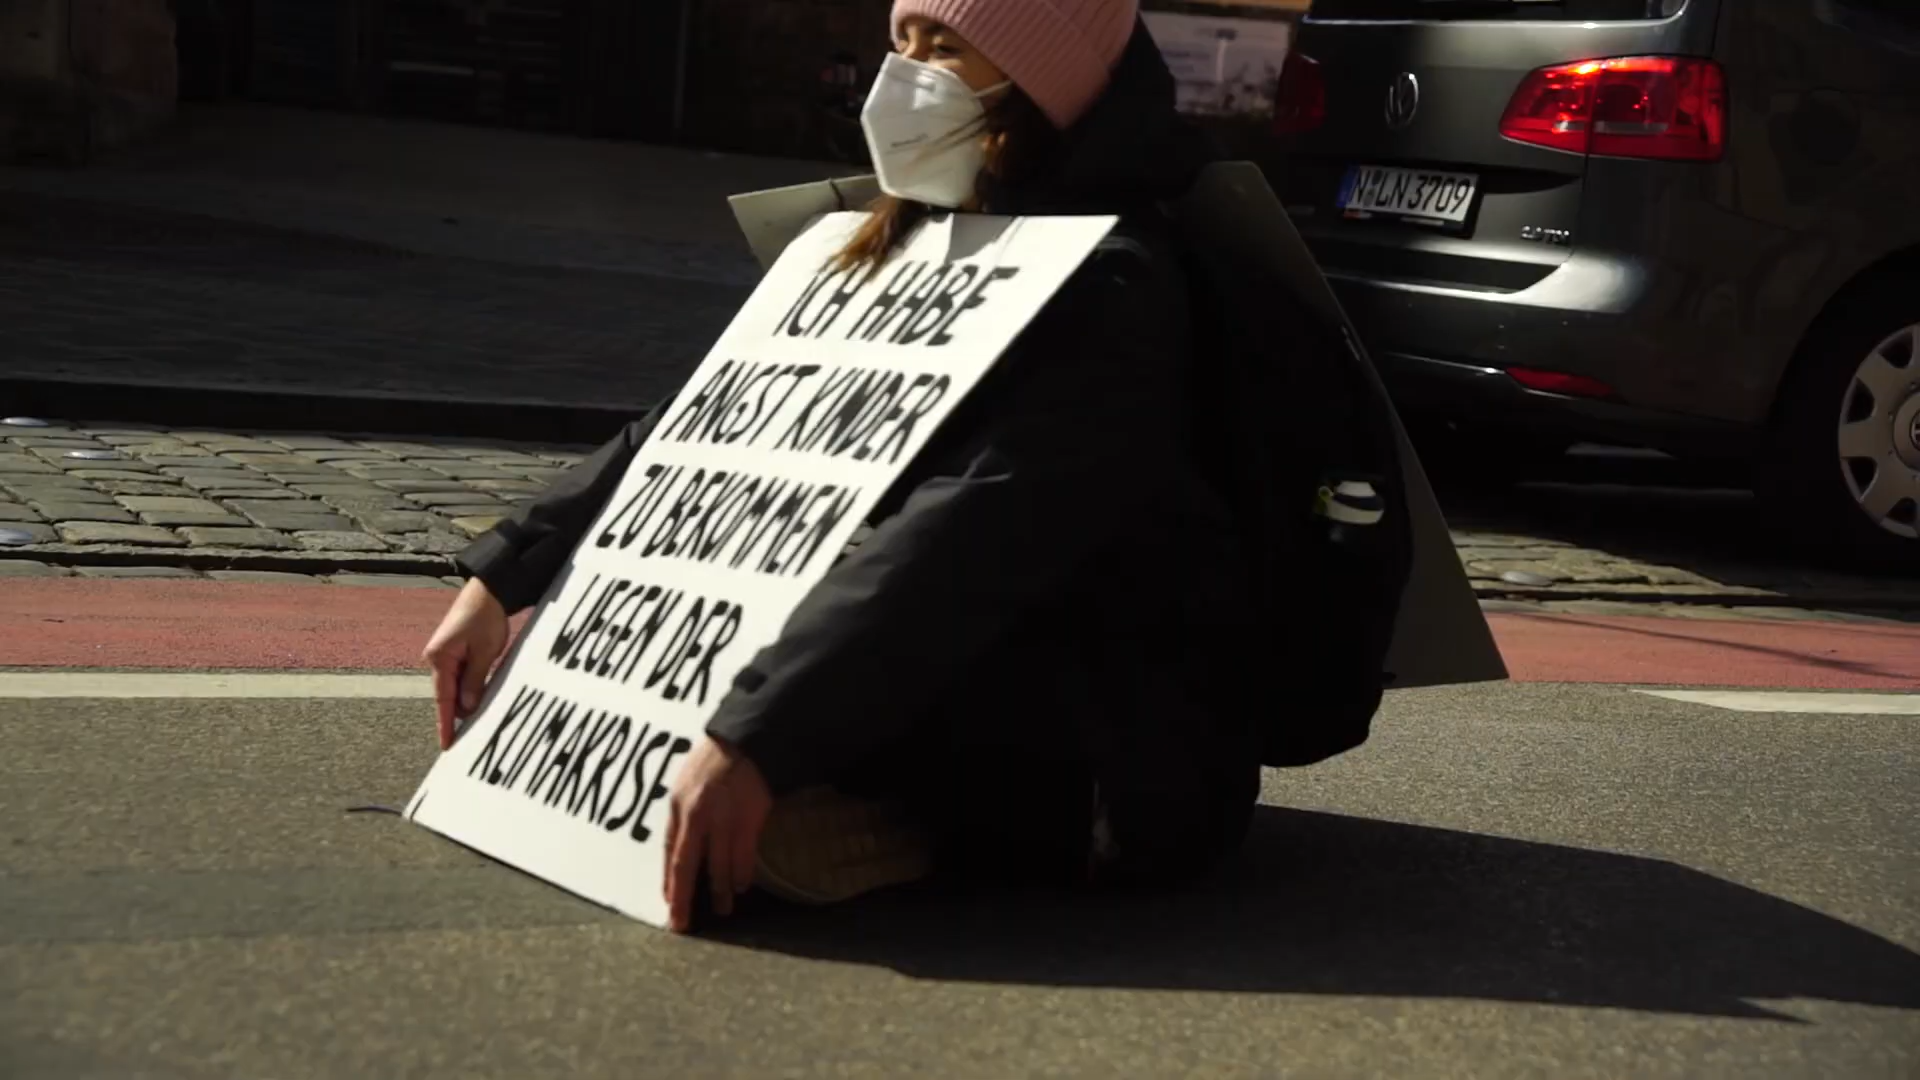 ICH HABE
ANGST KINDER
ZU BEKOMMEN
WEGEN DER
KLIMAKRISE
N LN 3709